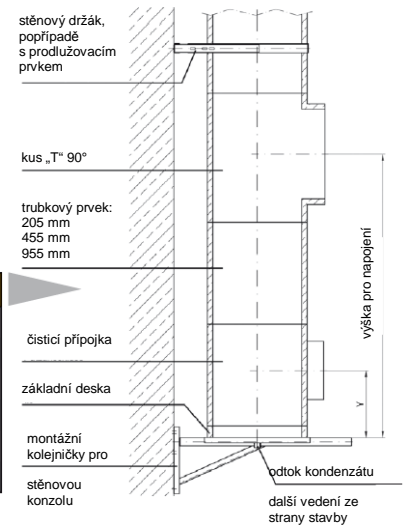 stěnový držák,
popřípadě
s prodlužovacím
prvkem
kus „T“ 90°
trubkový prvek:
205 mm
455 mm
955 mm
výška pro napojení
čisticí přípojka
Y
základní deska
montážní
kolejničky pro
stěnovou
konzolu
odtok kondenzátu
další vedení ze
strany stavby